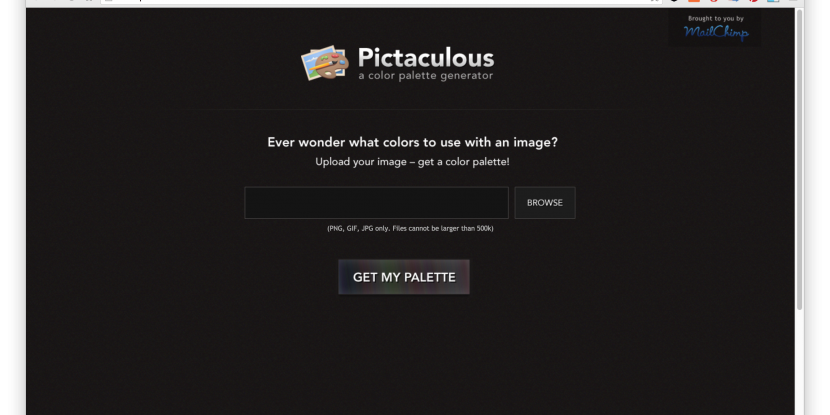 Brought to you by
MailChimp
Pictaculous
a color palette generator
Ever wonder what colors to use with an image?
Upload your image – get a color palette!
BROWSE
(PNG, GIF, JPG only. Files cannot be larger than 500k)
GET MY PALETTE